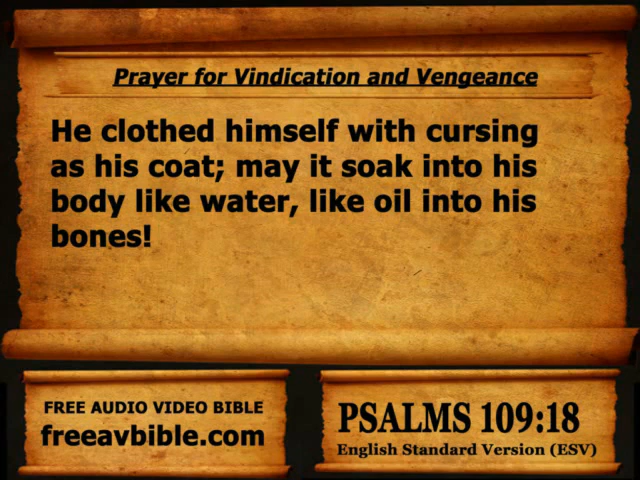 Prayer for Vindication and Vengeance
He clothed himself with cursing
as his coat; may it soak into his
body like water, like oil into his
bones!
FREE AUDIO VIDEO BIBLE
freeavbible.com
PSALMS 109:18
English Standard Version (ESV)